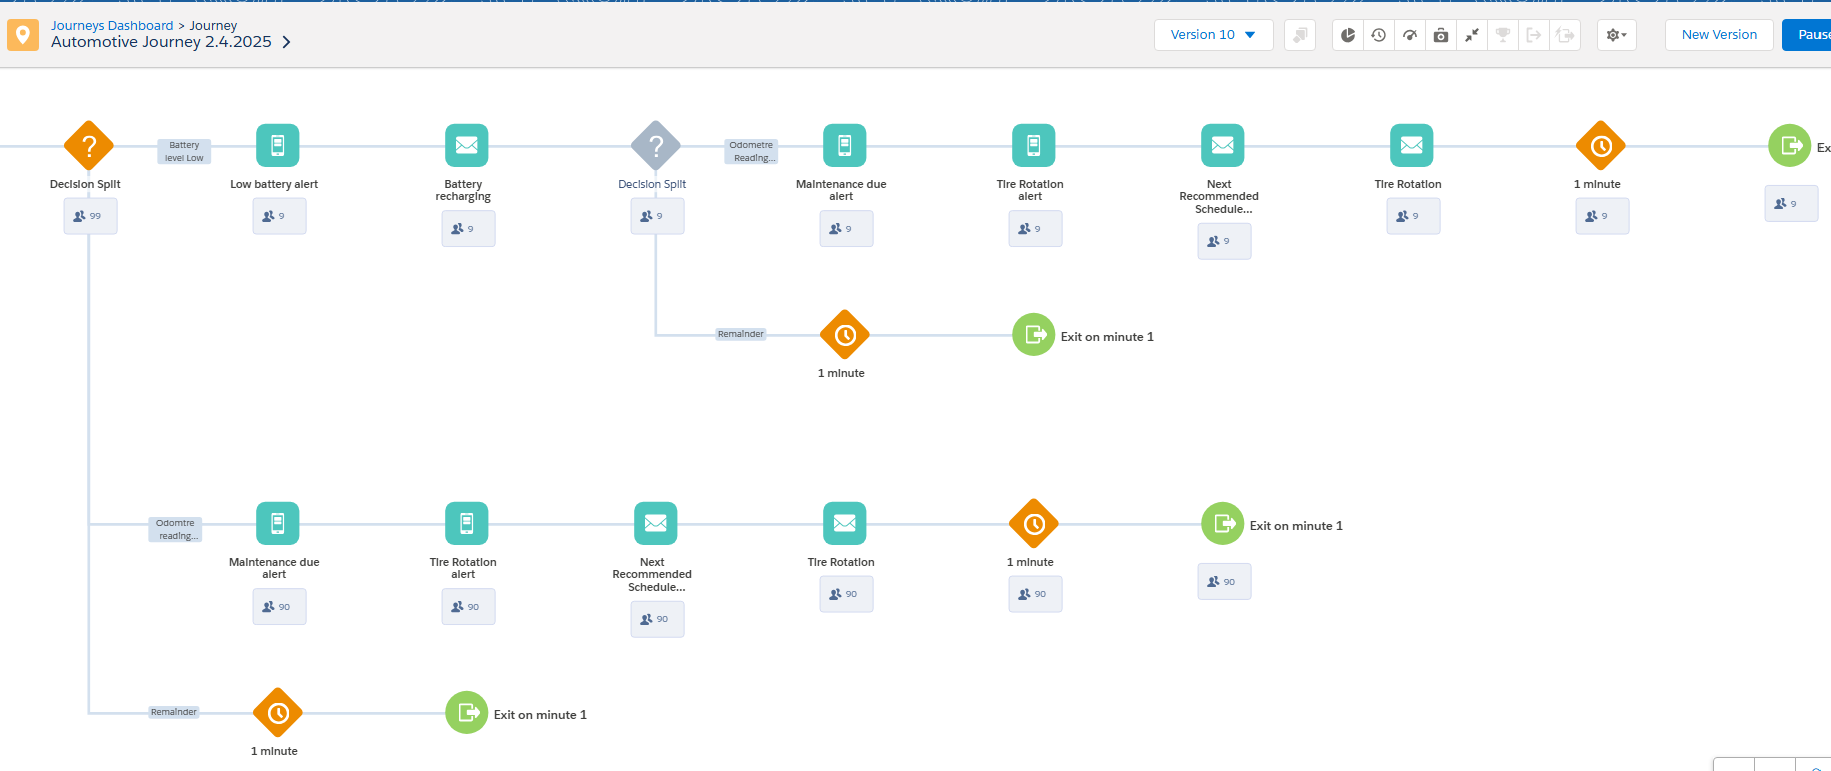 Journeys Dashboard > Journey
Automotive Journey 2.4.2025
Version 10
New Version
Pause
Battery
level Low
Odometre
Reading...
Decision Split
Low battery alert
Battery
recharging
Decision Split
Maintenance due
alert
Tire Rotation
alert
Next
Recommended
Schedule...
Tire Rotation
1 minute
Ex
99
9
9
9
9
9
9
9
9
9
Remainder
Exit on minute 1
1 minute
Odomtre
reading...
Exit on minute 1
Maintenance due
alert
Tire Rotation
alert
Next
Recommended
Schedule...
Tire Rotation
1 minute
90
90
90
90
90
90
Remainder
Exit on minute 1
1 minute